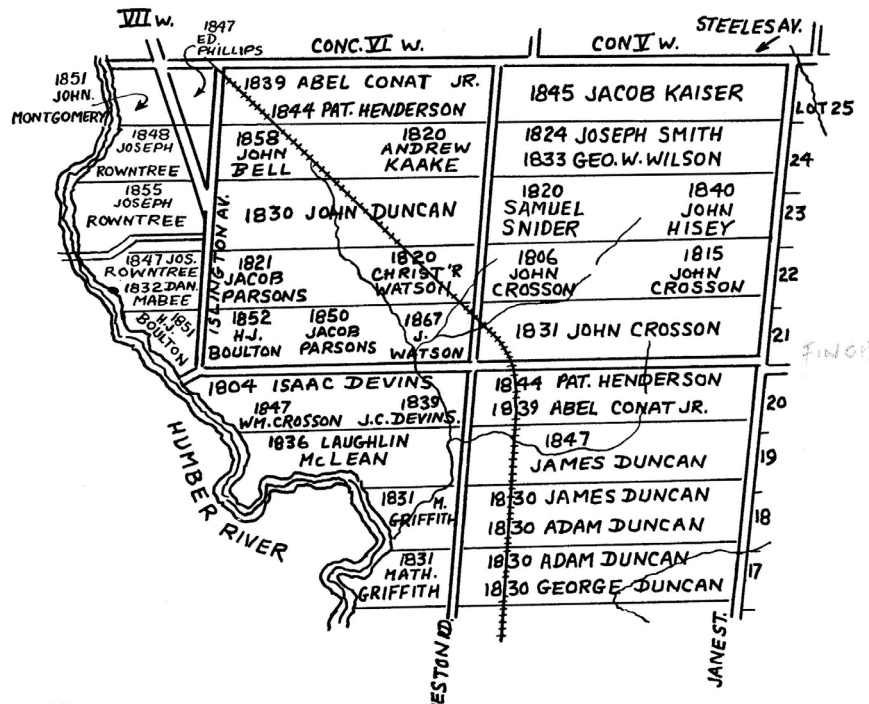 VII W.
1847
ED.
PHILLIPS
CONC. VI W.
CON V W.
STEELES AV.
1851
JOHN.
MONTGOMERY
1839 ABEL CONAT JR.
1844 PAT. HENDERSON
1845 JACOB KAISER
LOT 25
1848
JOSEPH
ROWNTREE
1858
JOHN
BELL
1820
ANDREW
KAAKE
1824 JOSEPH SMITH
1833 GEO. W. WILSON
24
1855
JOSEPH
ROWNTREE
1830 JOHN DUNCAN
1820
SAMUEL
SNIDER
1840
JOHN
HISEY
23
ISLINGTON AV.
1847 JOS.
ROWNTREE
1832 DAN.
MABEE
1821
JACOB
PARSONS
1820
CHRIST'R
WATSON
1806
JOHN
CROSSON
1815
JOHN
CROSSON
22
1851
H.J.
BOULTON
1852
H.J.
BOULTON
1850
JACOB
PARSONS
1867
J.
WATSON
1831 JOHN CROSSON
21
1804 ISAAC DEVINS
1847
WM. CROSSON
1839
J.C. DEVINS.
1844 PAT. HENDERSON
1839 ABEL CONAT JR.
20
1836 LAUGHLIN
McLEAN
1847
JAMES DUNCAN
19
HUMBER RIVER
1831 M.
GRIFFITH
1830 JAMES DUNCAN
1830 ADAM DUNCAN
18
1831
MATH.
GRIFFITH
1830 ADAM DUNCAN
1830 GEORGE DUNCAN
17
ESTON RD.
JANE ST.